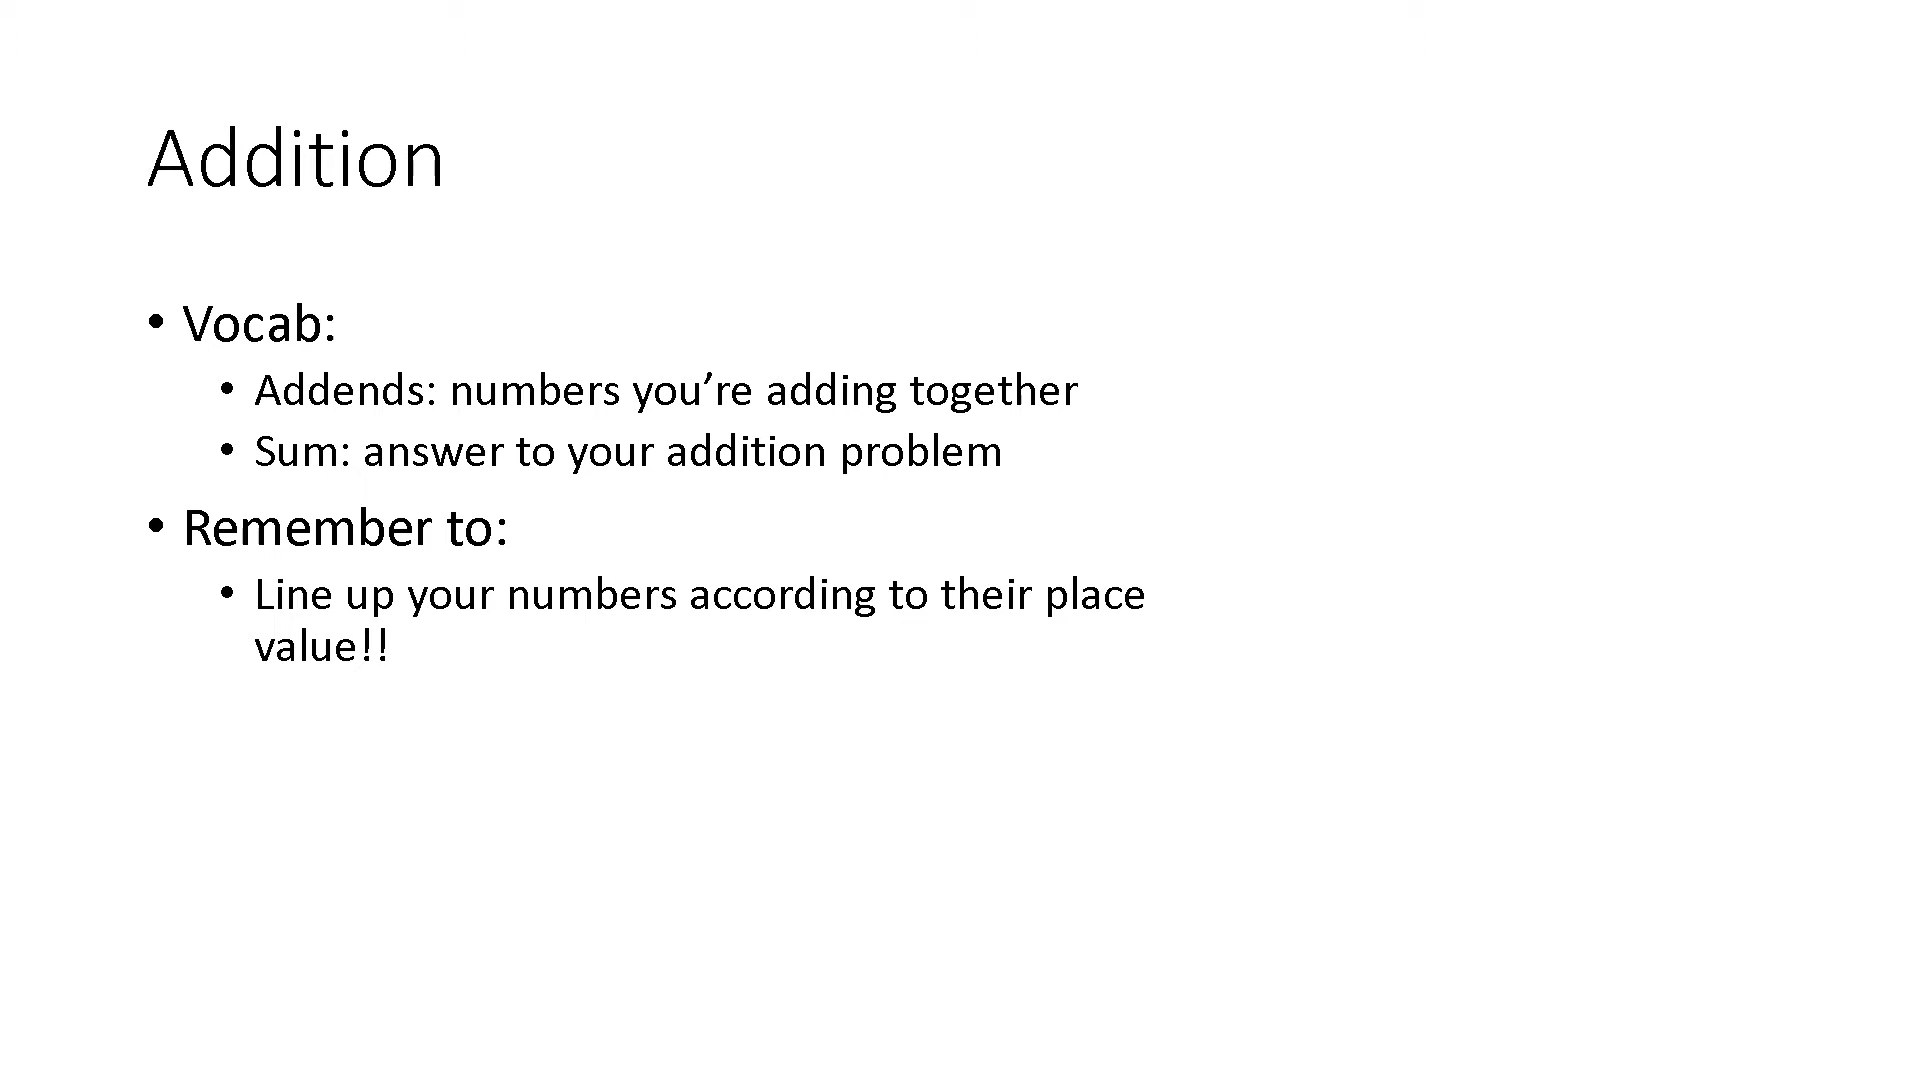 Addition
• Vocab:
• Addends: numbers you’re adding together
• Sum: answer to your addition problem
• Remember to:
• Line up your numbers according to their place
value!!